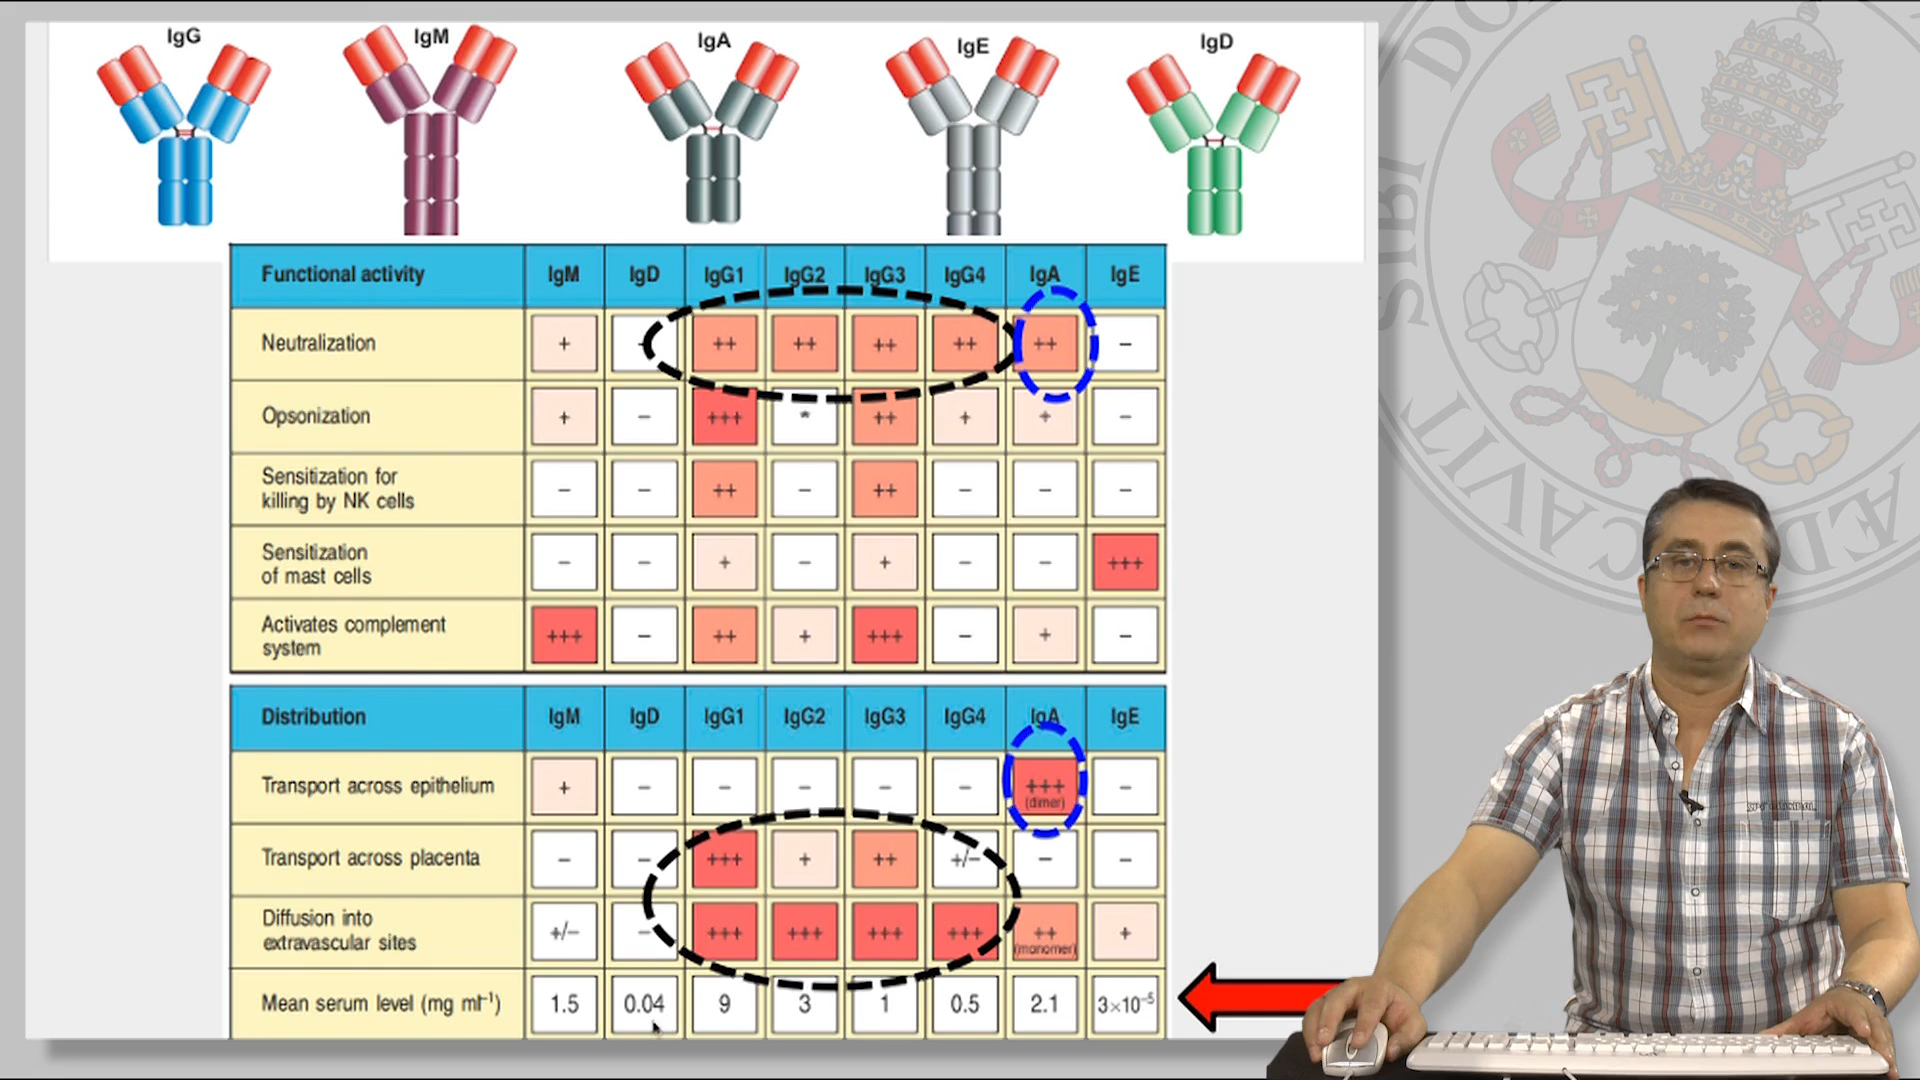 IgG IgM IgA IgE IgD
Functional activity IgM IgD IgG1 IgG2 IgG3 IgG4 IgA IgE
Neutralization + ++ ++ ++ ++ ++ –
Opsonization + – +++ * ++ + + –
Sensitization for
killing by NK cells – – ++ – ++ – – –
Sensitization
of mast cells – – + – + – – +++
Activates complement
system +++ – ++ + +++ – + –
Distribution IgM IgD IgG1 IgG2 IgG3 IgG4 IgA IgE
Transport across epithelium + – – – – – +++ –
(dimer)
Transport across placenta – – +++ + ++ +/– – –
Diffusion into
extravascular sites +/– – +++ +++ +++ +++ ++ +
(monomer)
Mean serum level (mg ml⁻¹) 1.5 0.04 9 3 1 0.5 2.1 3×10⁻⁵
SIBI